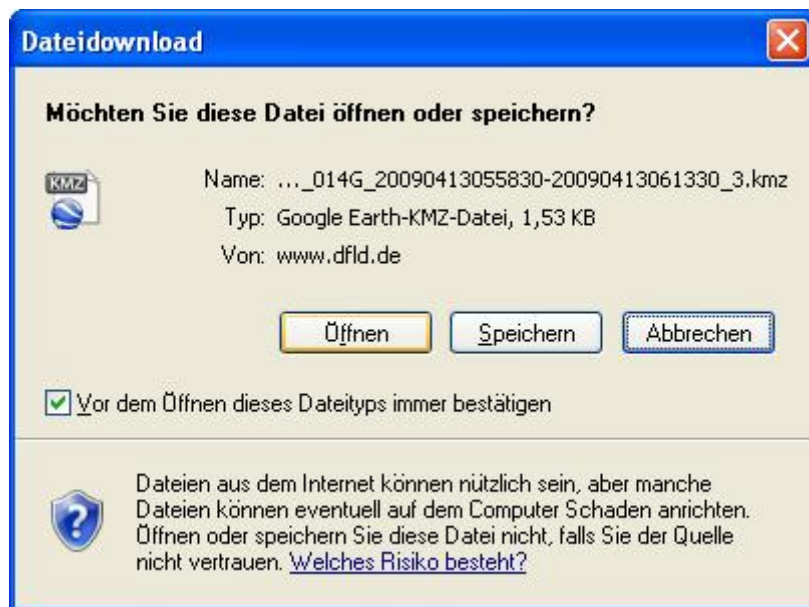 Dateidownload
Möchten Sie diese Datei öffnen oder speichern?
KMZ
Name: ..._014G_20090413055830-20090413061330_3.kmz
Typ: Google Earth-KMZ-Datei, 1,53 KB
Von: www.dfld.de
Öffnen Speichern Abbrechen
Vor dem Öffnen dieses Dateityps immer bestätigen
Dateien aus dem Internet können nützlich sein, aber manche
Dateien können eventuell auf dem Computer Schaden anrichten.
Öffnen oder speichern Sie diese Datei nicht, falls Sie der Quelle
nicht vertrauen. Welches Risiko besteht?